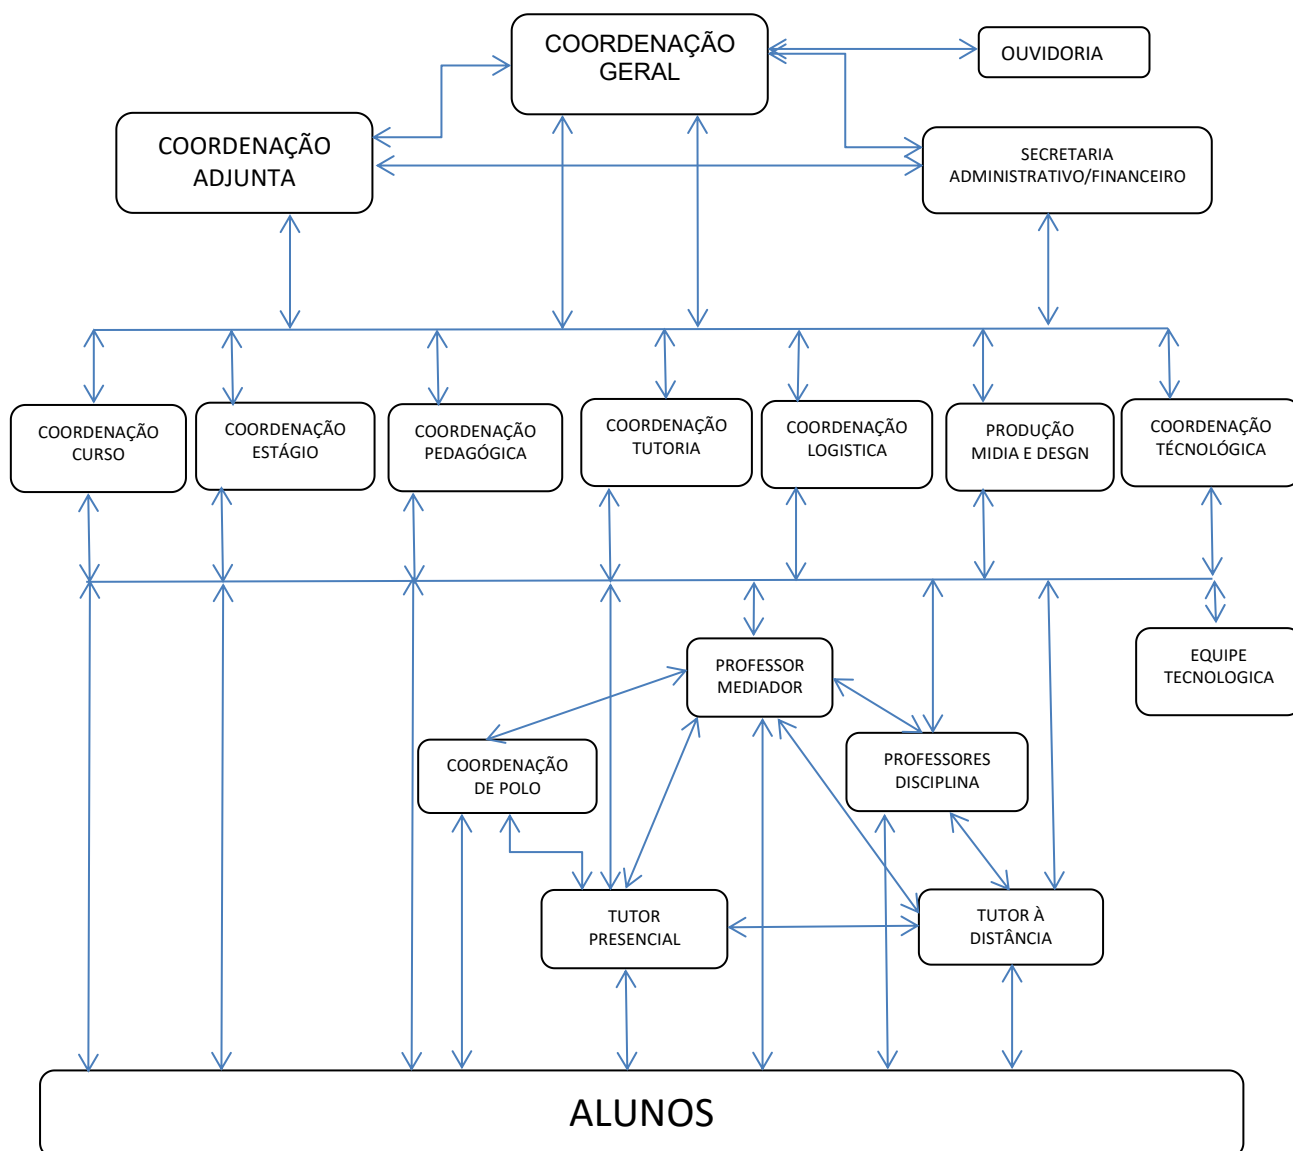 COORDENAÇÃO
GERAL
OUVIDORIA
COORDENAÇÃO
ADJUNTA
SECRETARIA
ADMINISTRATIVO/FINANCEIRO
COORDENAÇÃO
CURSO
COORDENAÇÃO
ESTÁGIO
COORDENAÇÃO
PEDAGÓGICA
COORDENAÇÃO
TUTORIA
COORDENAÇÃO
LOGISTICA
PRODUÇÃO
MIDIA E DESGN
COORDENAÇÃO
TÉCNOLÓGICA
PROFESSOR
MEDIADOR
EQUIPE
TECNOLOGICA
COORDENAÇÃO
DE POLO
PROFESSORES
DISCIPLINA
TUTOR
PRESENCIAL
TUTOR À
DISTÂNCIA
ALUNOS